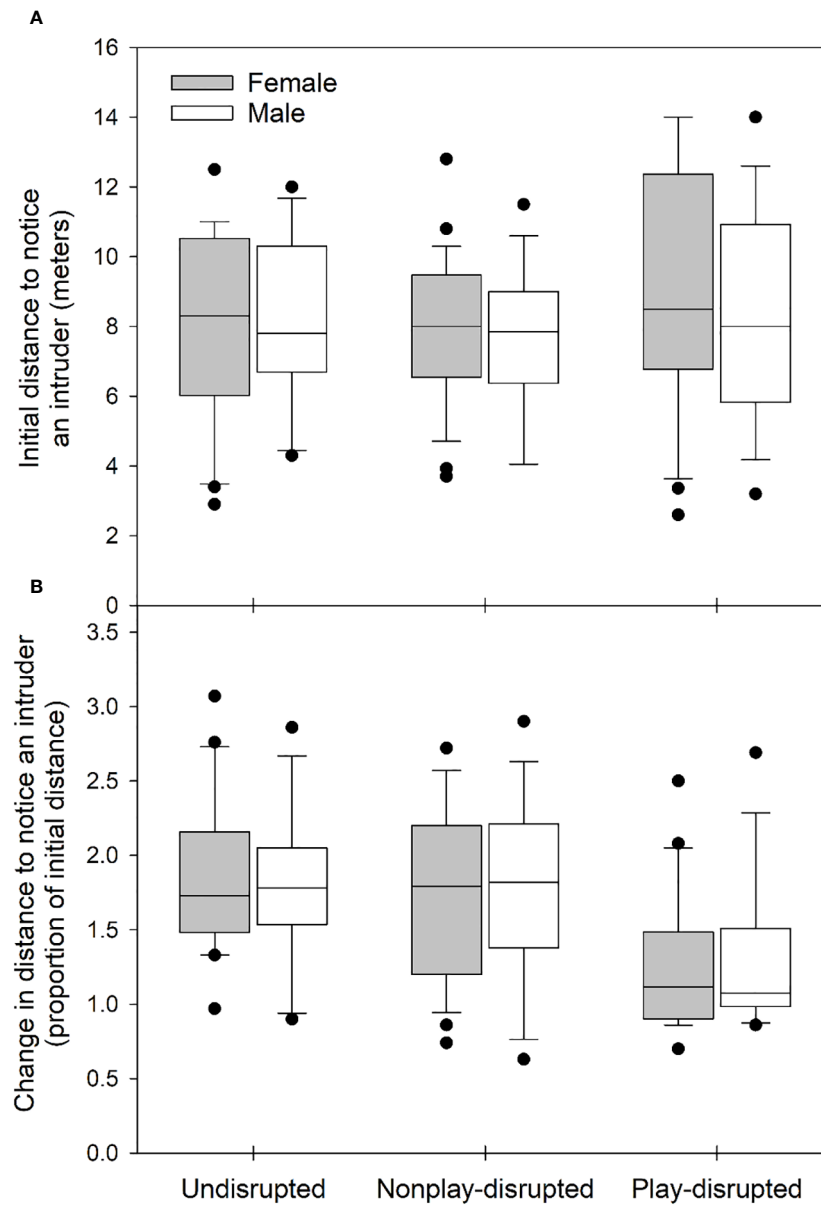 A
16
14
12
10
8
6
4
2
0
Initial distance to notice
an intruder (meters)
Female
Male
B
3.5
3.0
2.5
2.0
1.5
1.0
0.5
0.0
Change in distance to notice an intruder
(proportion of initial distance)
Undisrupted Nonplay-disrupted Play-disrupted